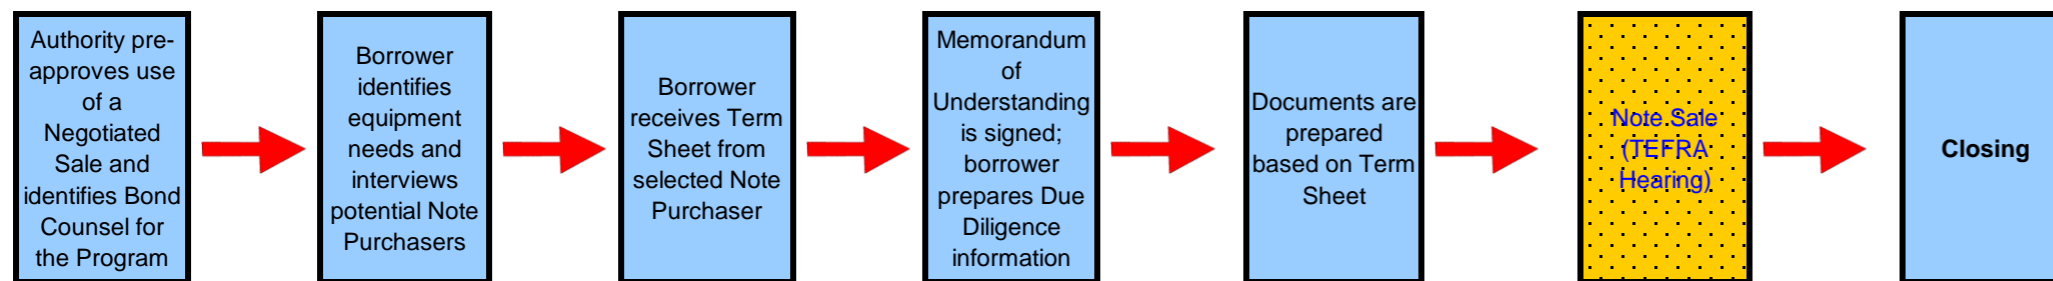 Authority pre-
approves use
of a
Negotiated
Sale and
identifies Bond
Counsel for
the Program
Borrower
identifies
equipment
needs and
interviews
potential Note
Purchasers
Borrower
receives Term
Sheet from
selected Note
Purchaser
Memorandum
of
Understanding
is signed;
borrower
prepares Due
Diligence
information
Documents are
prepared
based on Term
Sheet
Note Sale
(TEFRA
Hearing)
Closing